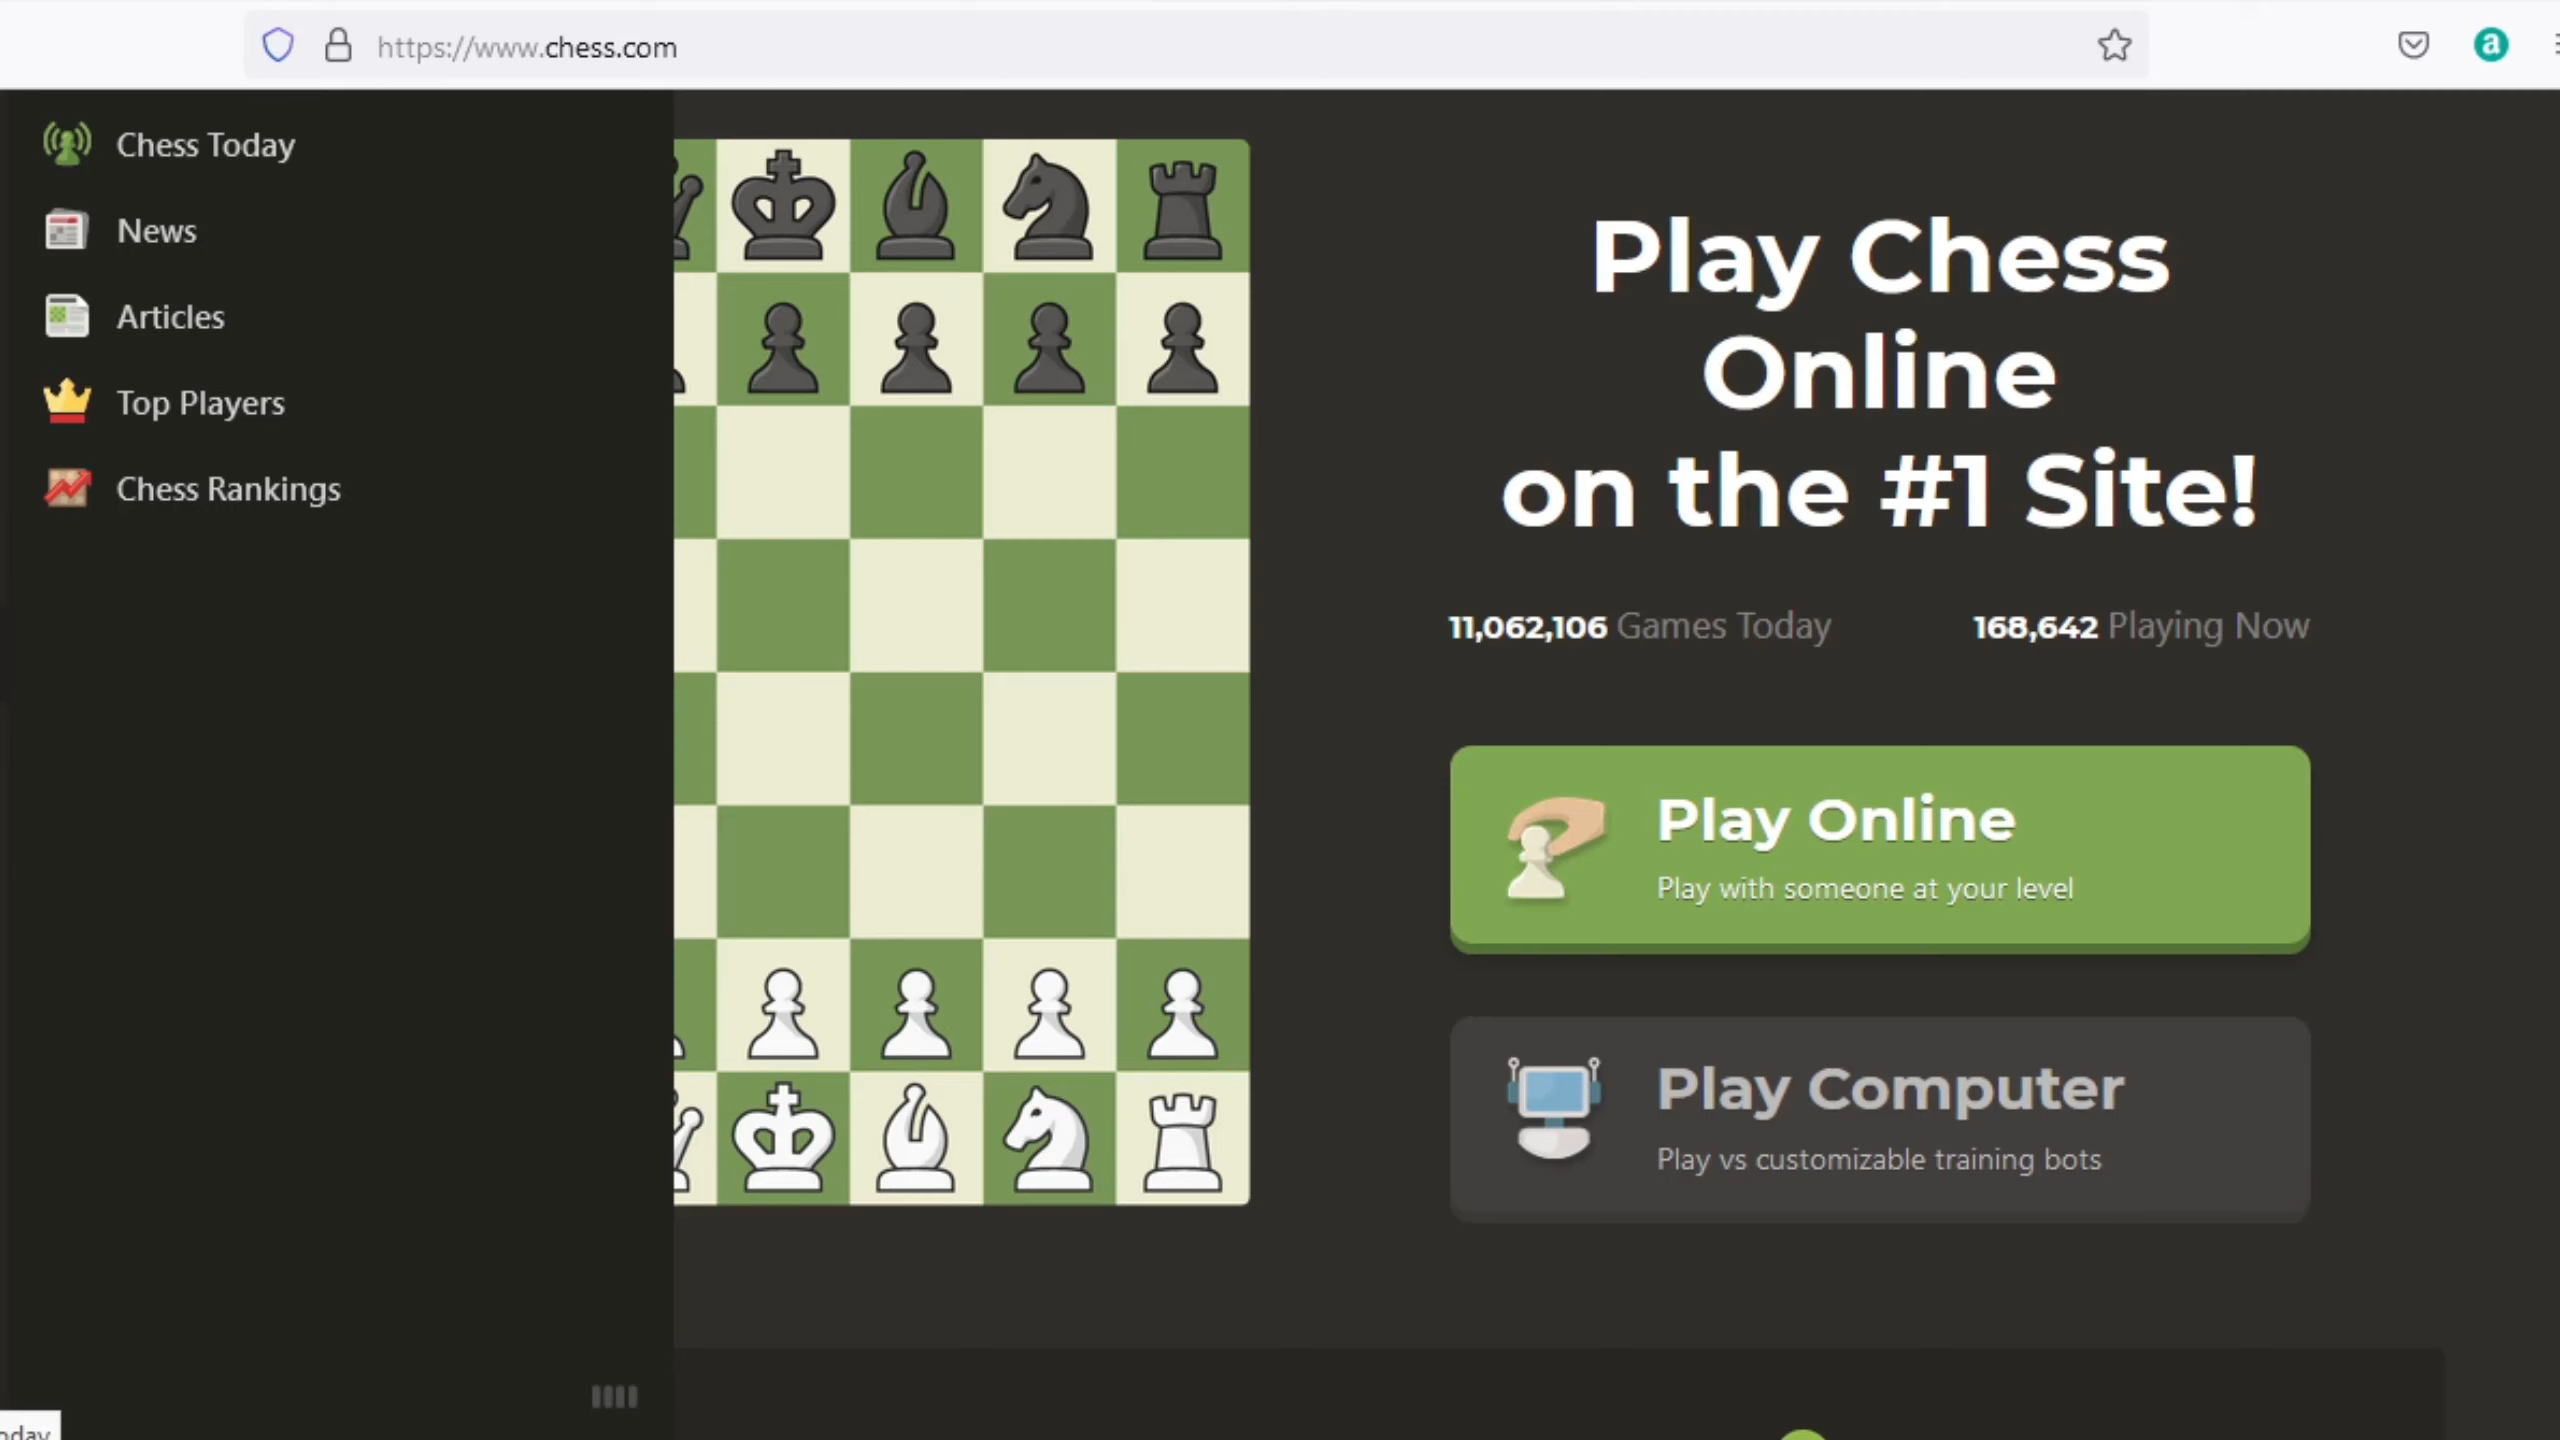 https://www.chess.com
Chess Today
News
Articles
Top Players
Chess Rankings
Play Chess
Online
on the #1 Site!
11,062,106 Games Today
168,642 Playing Now
Play Online
Play with someone at your level
Play Computer
Play vs customizable training bots
oday